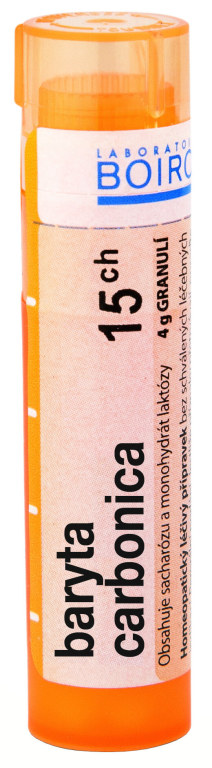 LABORATO
BOIRO
baryta
carbonica 15 ch
4 g GRANULÍ
Obsahuje sacharózu a monohydrát laktózy
Homeopatický léčivý přípravek bez schválených léčebných